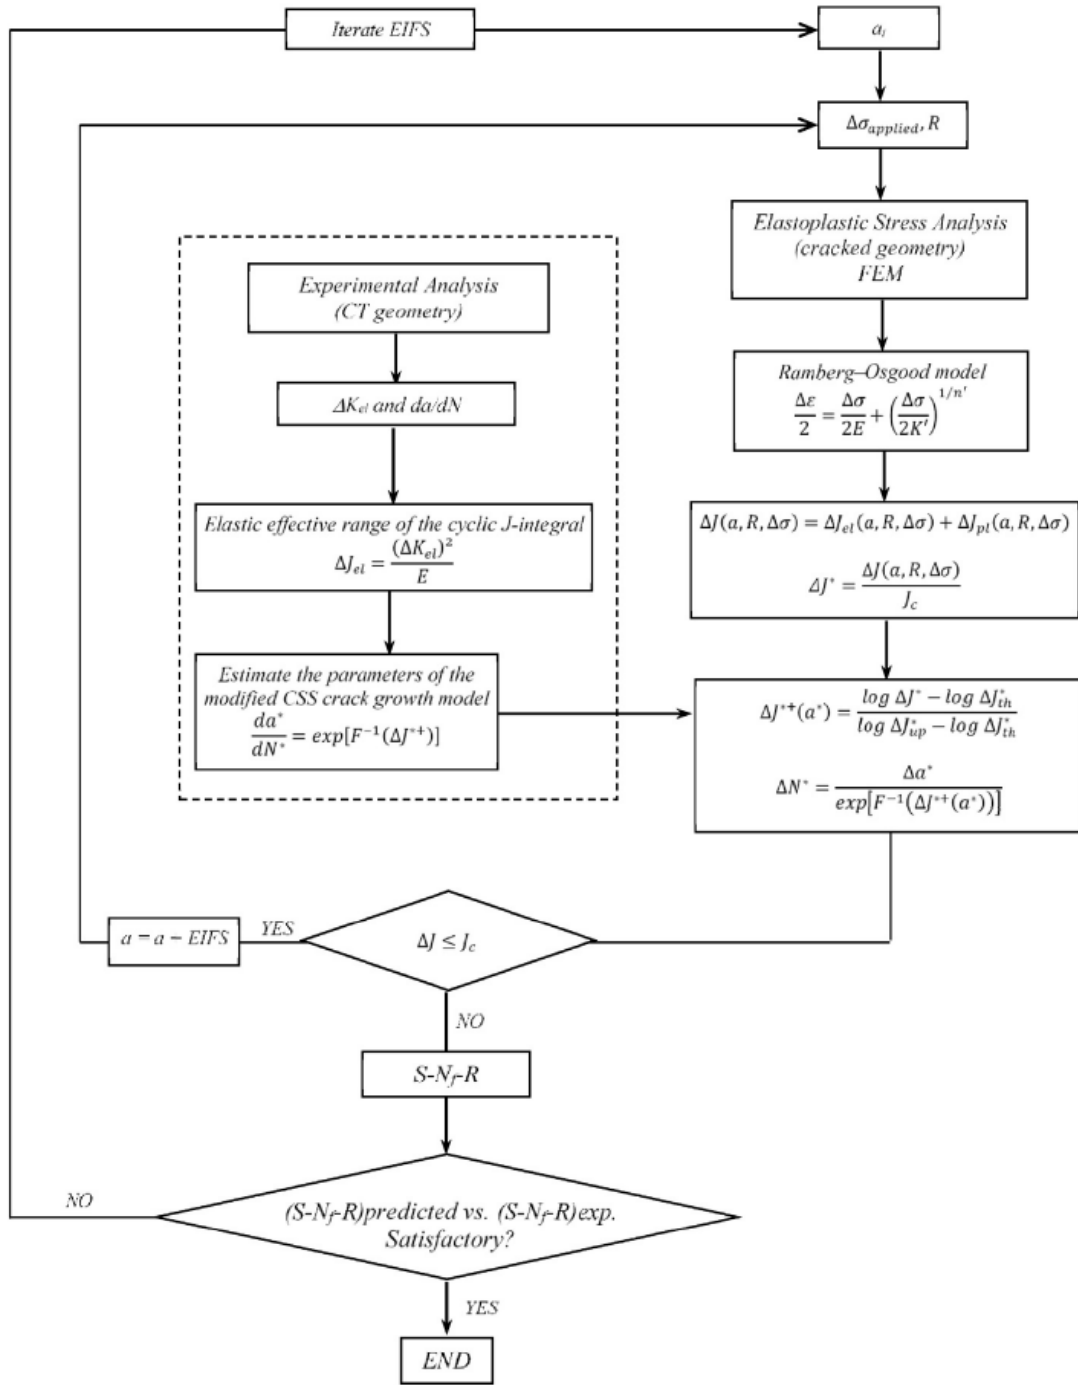 Iterate EIFS
aᵢ
Δσ_applied, R
Elastoplastic Stress Analysis
(cracked geometry)
FEM
Ramberg–Osgood model
Δε/2 = Δσ/2E + (Δσ/2K′)^{1/n′}
ΔJ(a, R, Δσ) = ΔJ_el(a, R, Δσ) + ΔJ_pl(a, R, Δσ)
ΔJ* = ΔJ(a, R, Δσ)/J_c
Experimental Analysis
(CT geometry)
ΔK_el and da/dN
Elastic effective range of the cyclic J-integral
ΔJ_el = (ΔK_el)²/E
Estimate the parameters of the
modified CSS crack growth model
da*/dN* = exp[F⁻¹(ΔJ*⁺)]
ΔJ*⁺(a*) = (log ΔJ* − log ΔJ*_th)/(log ΔJ*_up − log ΔJ*_th)
ΔN* = Δa*/exp[F⁻¹(ΔJ*⁺(a*))]
a = a − EIFS
YES
ΔJ ≤ J_c
NO
S-N_f-R
NO
(S-N_f-R)predicted vs. (S-N_f-R)exp.
Satisfactory?
YES
END